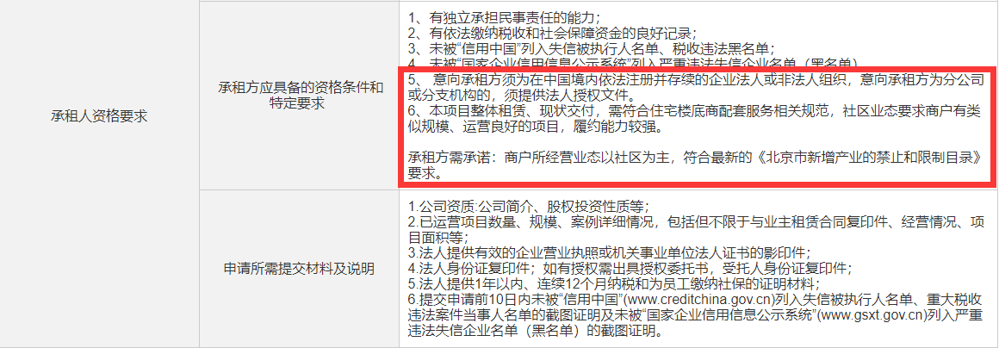 承租人资格要求
承租方应具备的资格条件和
特定要求
1、有独立承担民事责任的能力；
2、有依法缴纳税收和社会保障资金的良好记录；
3、未被“信用中国”列入失信被执行人名单、税收违法黑名单；
4、未被“国家企业信用信息公示系统”列入严重违法失信企业名单（黑名单）
5、 意向承租方须为在中国境内依法注册并存续的企业法人或非法人组织，意向承租方为分公司
或分支机构的，须提供法人授权文件。
6、本项目整体租赁、现状交付，需符合住宅楼底商配套服务相关规范，社区业态要求商户有类
似规模、运营良好的项目，履约能力较强。
承租方需承诺：商户所经营业态以社区为主，符合最新的《北京市新增产业的禁止和限制目录》
要求。
申请所需提交材料及说明
1.公司资质:公司简介、股权投资性质等；
2.已运营项目数量、规模、案例详细情况，包括但不限于与业主租赁合同复印件、经营情况、项
目面积等；
3.法人提供有效的企业营业执照或机关事业单位法人证书的影印件；
4.法人身份证复印件；如有授权需出具授权委托书，受托人身份证复印件；
5.法人提供1年以内、连续12个月纳税和为员工缴纳社保的证明材料；
6.提交申请前10日内未被“信用中国”(www.creditchina.gov.cn)列入失信被执行人名单、重大税收
违法案件当事人名单的截图证明及未被“国家企业信用信息公示系统”(www.gsxt.gov.cn)列入严重
违法失信企业名单（黑名单）的截图证明。